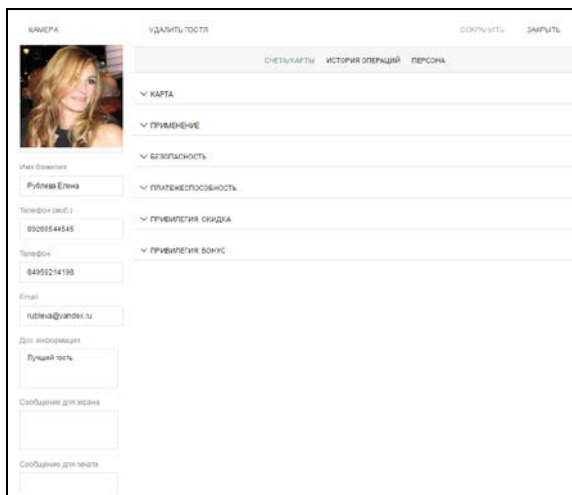 КАМЕРА
УДАЛИТЬ ГОСТЯ
СОХРАНИТЬ
ЗАКРЫТЬ
СЧЕТА/КАРТЫ ИСТОРИЯ ОПЕРАЦИЙ ПЕРСОНА
КАРТА
ПРИМЕНЕНИЕ
БЕЗОПАСНОСТЬ
ПЛАТЕЖЕСПОСОБНОСТЬ
ПРИВИЛЕГИЯ: СКИДКА
ПРИВИЛЕГИЯ: БОНУС
Имя Фамилия
Рублева Елена
Телефон (моб.)
89266544545
Телефон
84956214198
Email
rubleva@yandex.ru
Доп. информация
Лучший гость
Сообщение для экрана
Сообщение для печати